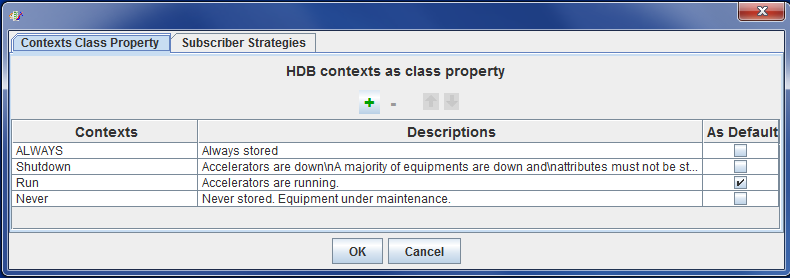 Contexts Class Property Subscriber Strategies
HDB contexts as class property
+ -
Contexts Descriptions As Default
ALWAYS Always stored
Shutdown Accelerators are down\nA majority of equipments are down and\nattributes must not be st...
Run Accelerators are running.
Never Never stored. Equipment under maintenance.
OK Cancel